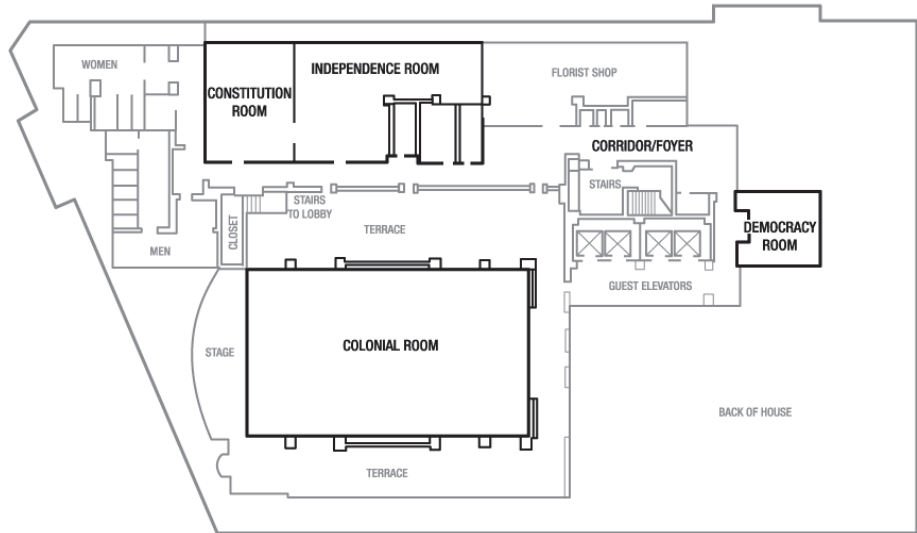 WOMEN
CONSTITUTION
ROOM
INDEPENDENCE ROOM
FLORIST SHOP
CORRIDOR/FOYER
STAIRS
STAIRS
TO LOBBY
CLOSET
MEN
TERRACE
DEMOCRACY
ROOM
GUEST ELEVATORS
STAGE
COLONIAL ROOM
BACK OF HOUSE
TERRACE